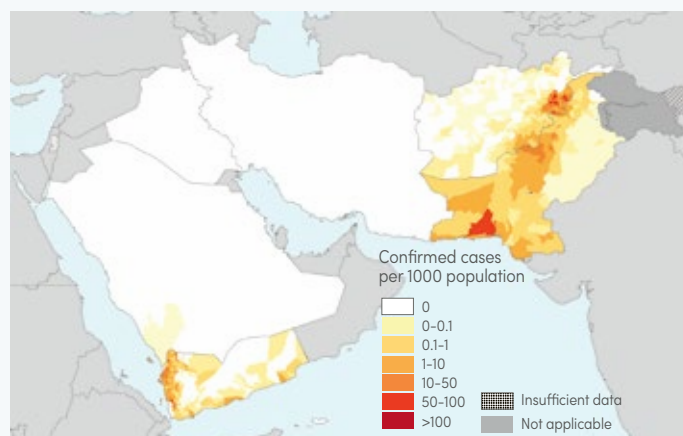 Confirmed cases
per 1000 population
0
0–0.1
0.1–1
1–10
10–50
50–100
>100
Insufficient data
Not applicable